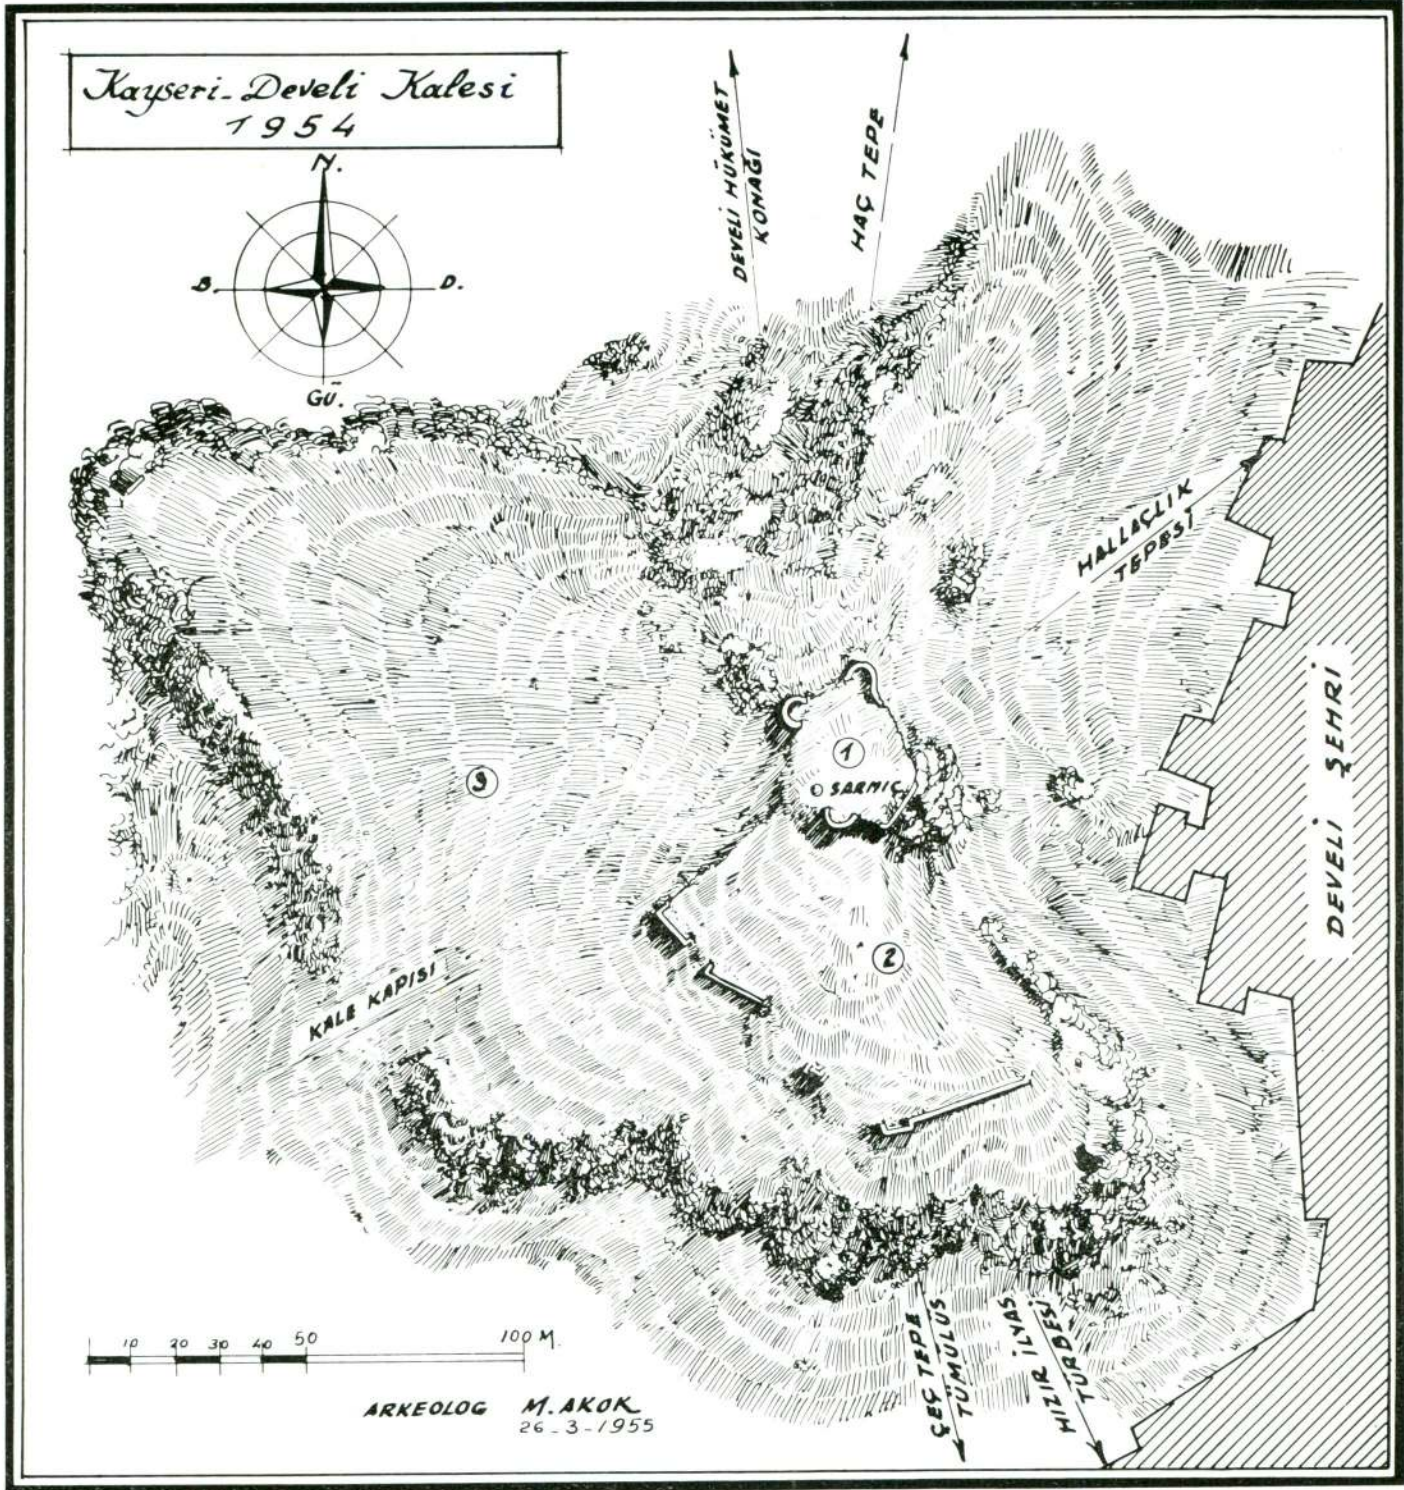 Kayseri-Develi Kalesi
1954
N.
B.
D.
GÜ.
DEVELİ HÜKÜMET
KONAĞI
HAÇ TEPE
HALLAÇLIK
TEPESİ
DEVELİ ŞEHRİ
1
SARNIÇ
2
3
KALE KAPISI
ÇEÇ TEPE
TÜMÜLUS
HIZIR İLYAS
TÜRBESİ
10 20 30 40 50 100 M.
ARKEOLOG M. AKOK
26-3-1955